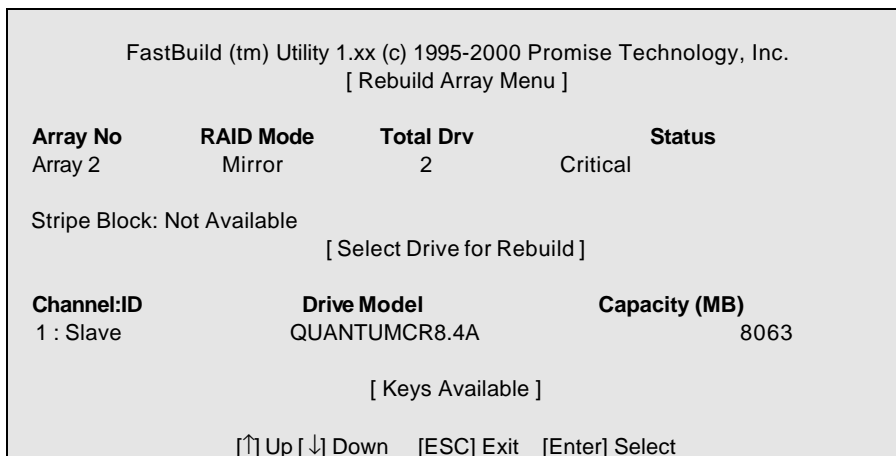 FastBuild (tm) Utility 1.xx (c) 1995-2000 Promise Technology, Inc.
[ Rebuild Array Menu ]
Array No RAID Mode Total Drv Status
Array 2 Mirror 2 Critical
Stripe Block: Not Available
[ Select Drive for Rebuild ]
Channel:ID Drive Model Capacity (MB)
1 : Slave QUANTUMCR8.4A 8063
[ Keys Available ]
[↑] Up [ ↓] Down [ESC] Exit [Enter] Select